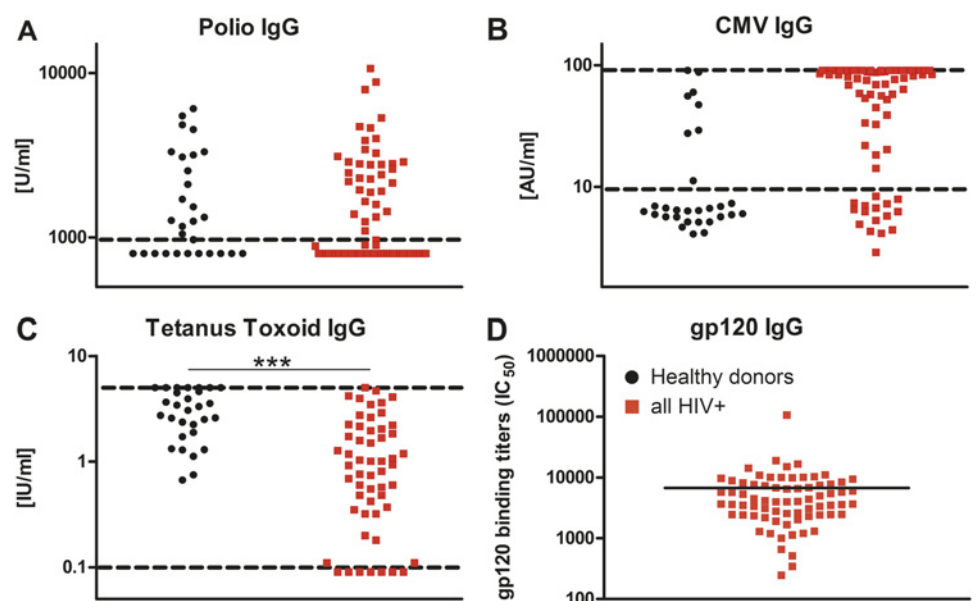 A
Polio IgG
10000
1000
[U/ml]
B
CMV IgG
100
10
[AU/ml]
C
Tetanus Toxoid IgG
10
1
0.1
[IU/ml]
***
D
gp120 IgG
1000000
100000
10000
1000
100
gp120 binding titers (IC50)
Healthy donors
all HIV+